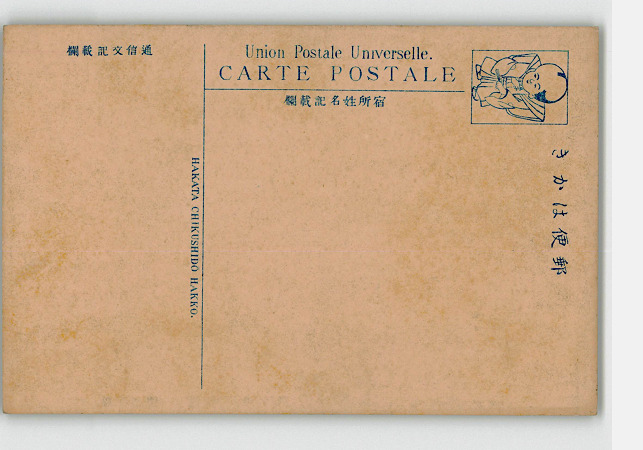 通信文記載欄
Union Postale Universelle.
CARTE POSTALE
宿所姓名記載欄
郵便はかき
HAKATA CHIKUSHIDO HAKKO.